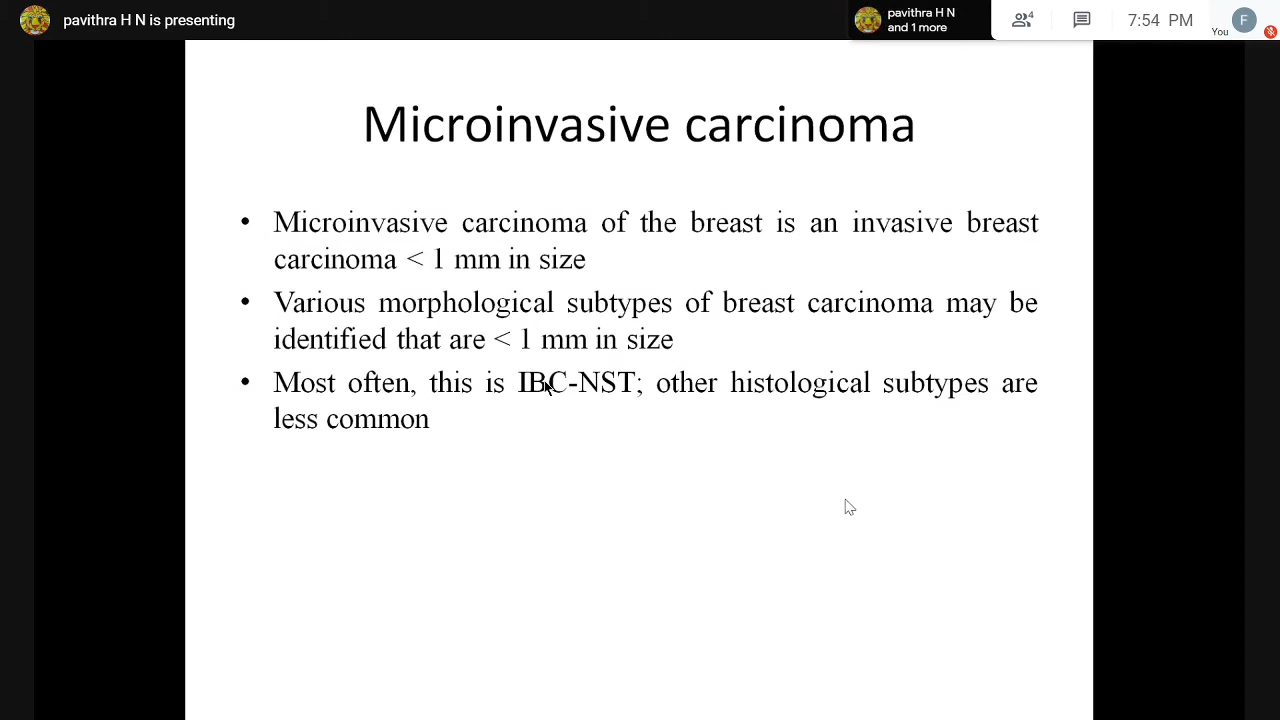 pavithra H N is presenting
pavithra H N
and 1 more
4
7:54 PM
You
F
Microinvasive carcinoma
• Microinvasive carcinoma of the breast is an invasive breast
carcinoma < 1 mm in size
• Various morphological subtypes of breast carcinoma may be
identified that are < 1 mm in size
• Most often, this is IBC-NST; other histological subtypes are
less common